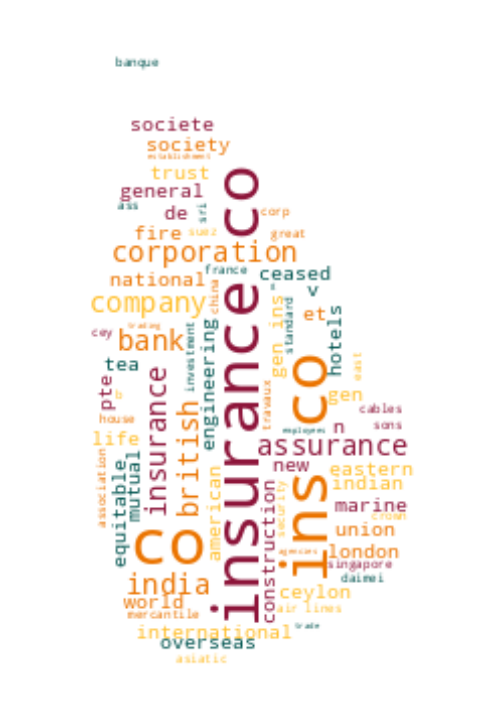 banque
societe
society
establishment
trust
general
ass
de
sri
corp
fire
suez
great
corporation
insurance co
france
ceased
national
china
v
company
gen ins
standard
et
hotels
trading
cey
bank
investment
engineering
ins co
east
tea
pte
b
insurance
british
travaux
gen
house
cables
sons
employees
n
life
assurance
association
equitable
mutual
american
new
eastern
indian
security
construction
marine
crown
co
union
agencies
london
singapore
india
daimei
ceylon
world
air lines
mercantile
trade
international
overseas
asiatic